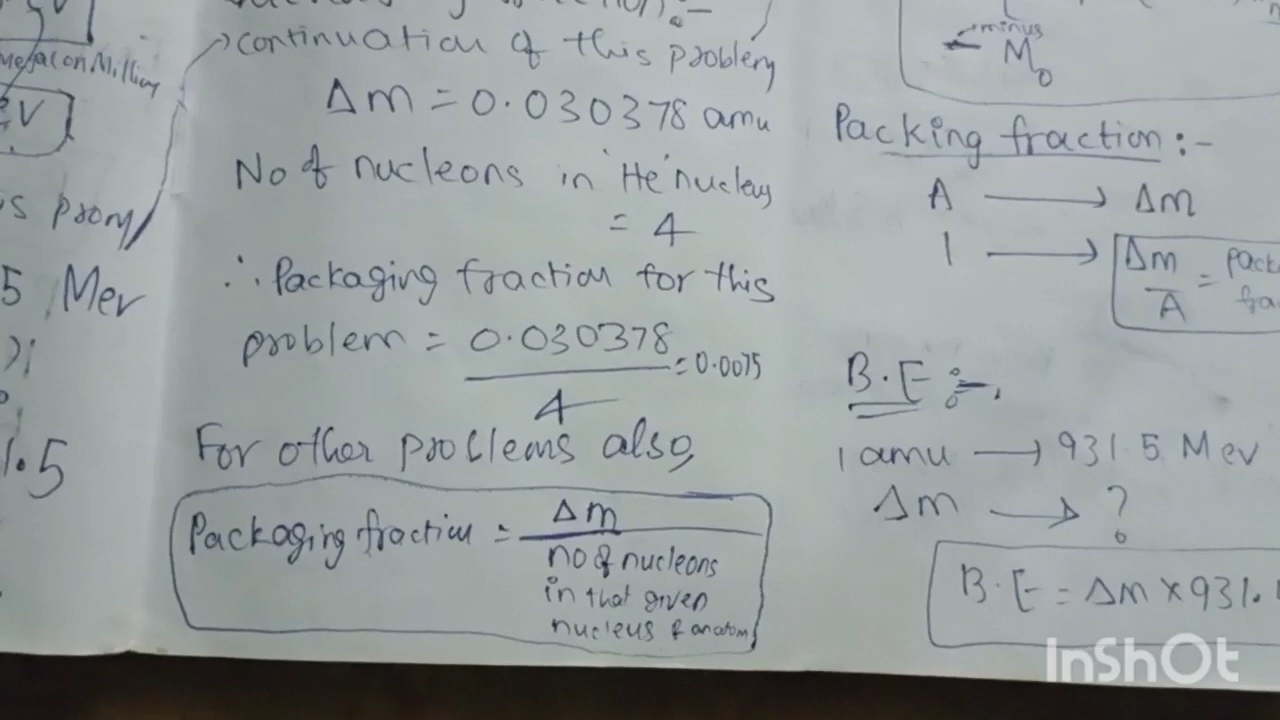 continuation of this problem
Δm = 0.030378 amu
No of nucleons in 'He' nucleus
= 4
∴ Packaging fraction for this
problem = 0.030378 = 0.0075
4
For other problems also,
Packaging fraction = Δm
no of nucleons
in that given
nucleus of an atom
minus
M₀
Packing fraction :-
A → Δm
1 → Δm
A
=
B.E :-
1 amu → 931.5 Mev
Δm → ?
B.E = Δm × 931.
5 Mev
.5
InShOt